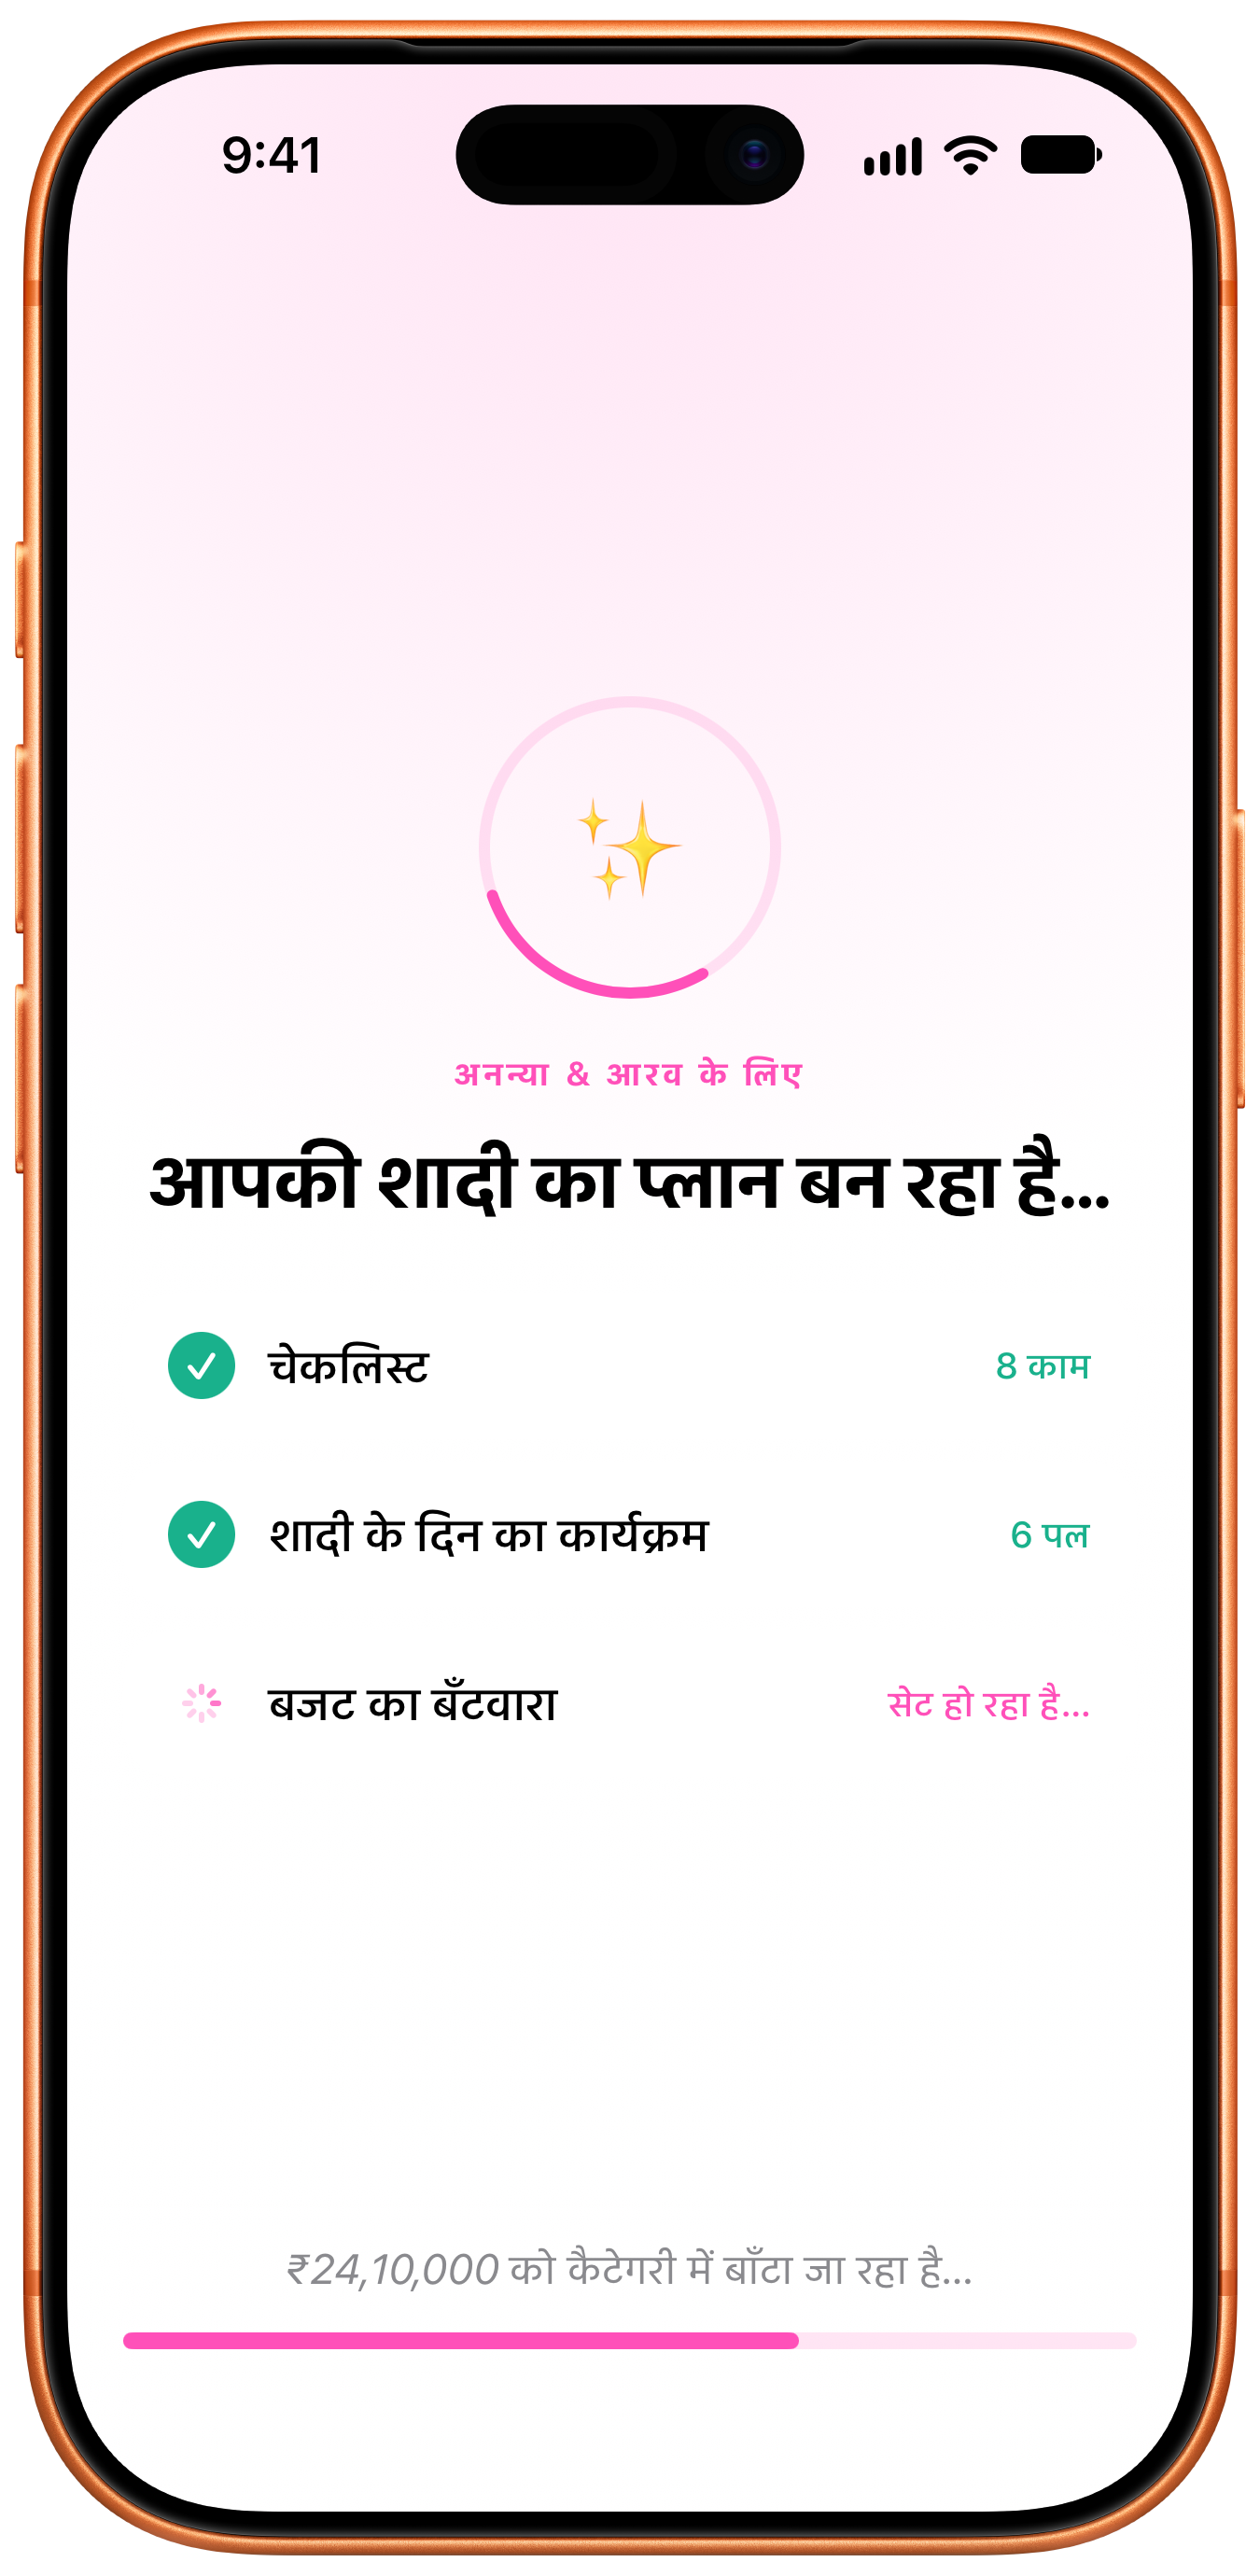 9:41
अनन्या & आरव के लिए
आपकी शादी का प्लान बन रहा है...
चेकलिस्ट
8 काम
शादी के दिन का कार्यक्रम
6 पल
बजट का बँटवारा
सेट हो रहा है...
₹24,10,000 को कैटेगरी में बाँटा जा रहा है...